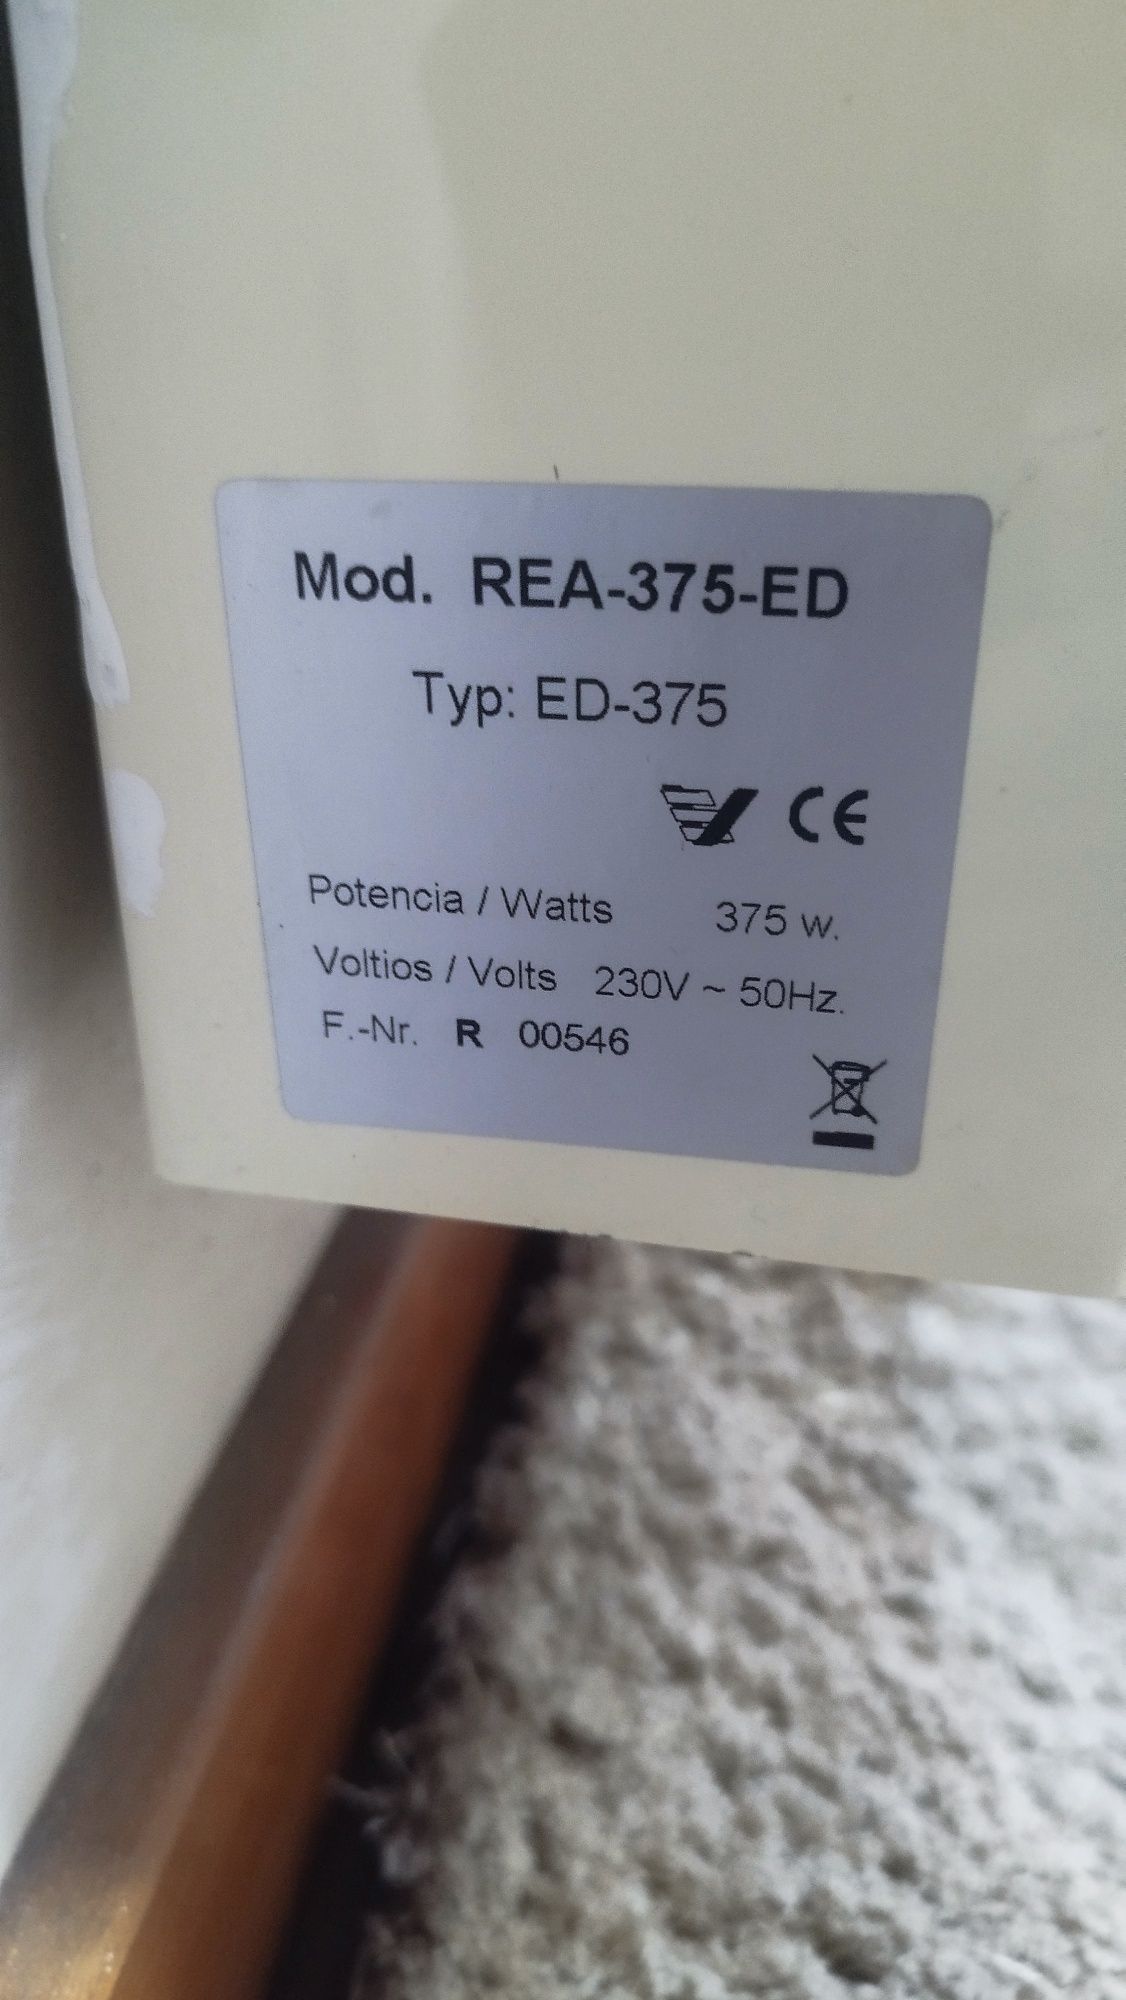 Mod. REA-375-ED
Typ: ED-375
CE
Potencia / Watts 375 w.
Voltios / Volts 230V ~ 50Hz.
F.-Nr. R 00546